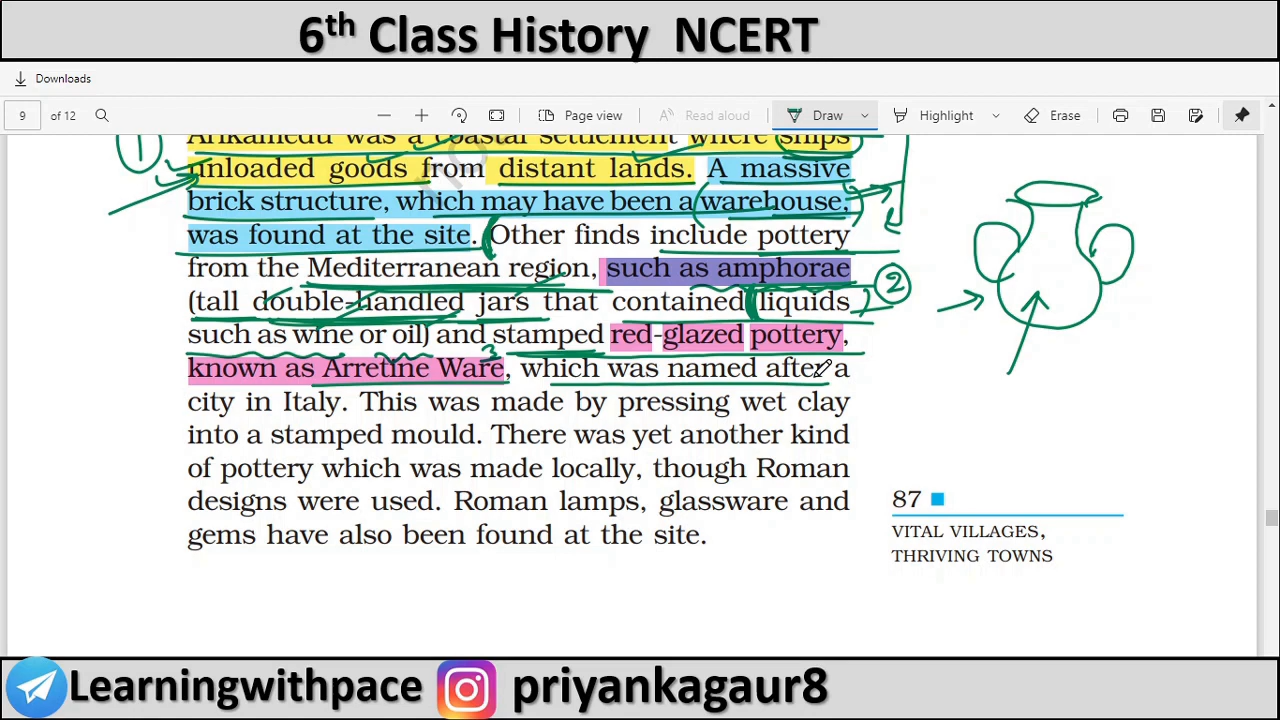 6th Class History NCERT
Downloads
9 of 12 Page view Read aloud Draw Highlight Erase
Arikamedu was a coastal settlement where ships
unloaded goods from distant lands. A massive
brick structure, which may have been a warehouse,
was found at the site. Other finds include pottery
from the Mediterranean region, such as amphorae
(tall double-handled jars that contained liquids
such as wine or oil) and stamped red-glazed pottery,
known as Arretine Ware, which was named after a
city in Italy. This was made by pressing wet clay
into a stamped mould. There was yet another kind
of pottery which was made locally, though Roman
designs were used. Roman lamps, glassware and
gems have also been found at the site.
1
2
3
87
VITAL VILLAGES,
THRIVING TOWNS
Learningwithpace priyankagaur8